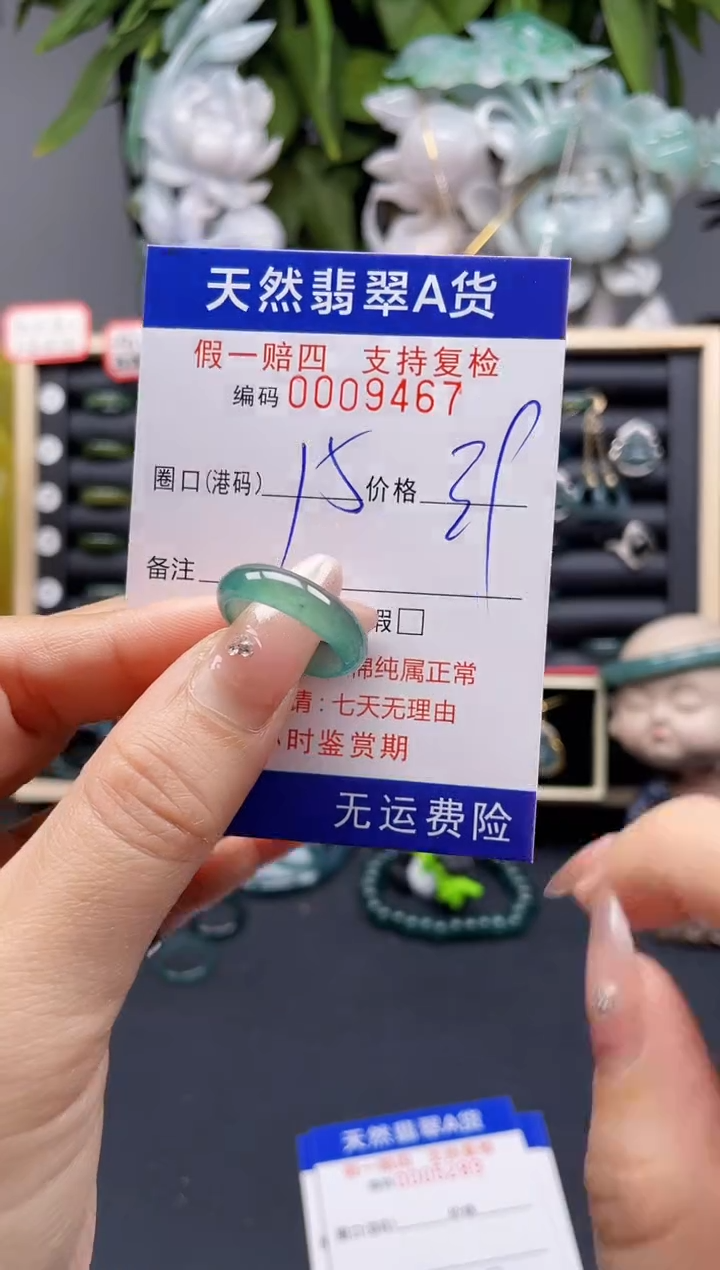 天然翡翠A货
假一赔四 支持复检
编码 0009467
圈口(港码) 15 价格
备注
假□
棉纯属正常
请:七天无理由
小时鉴赏期
无运费险
天然翡翠A货